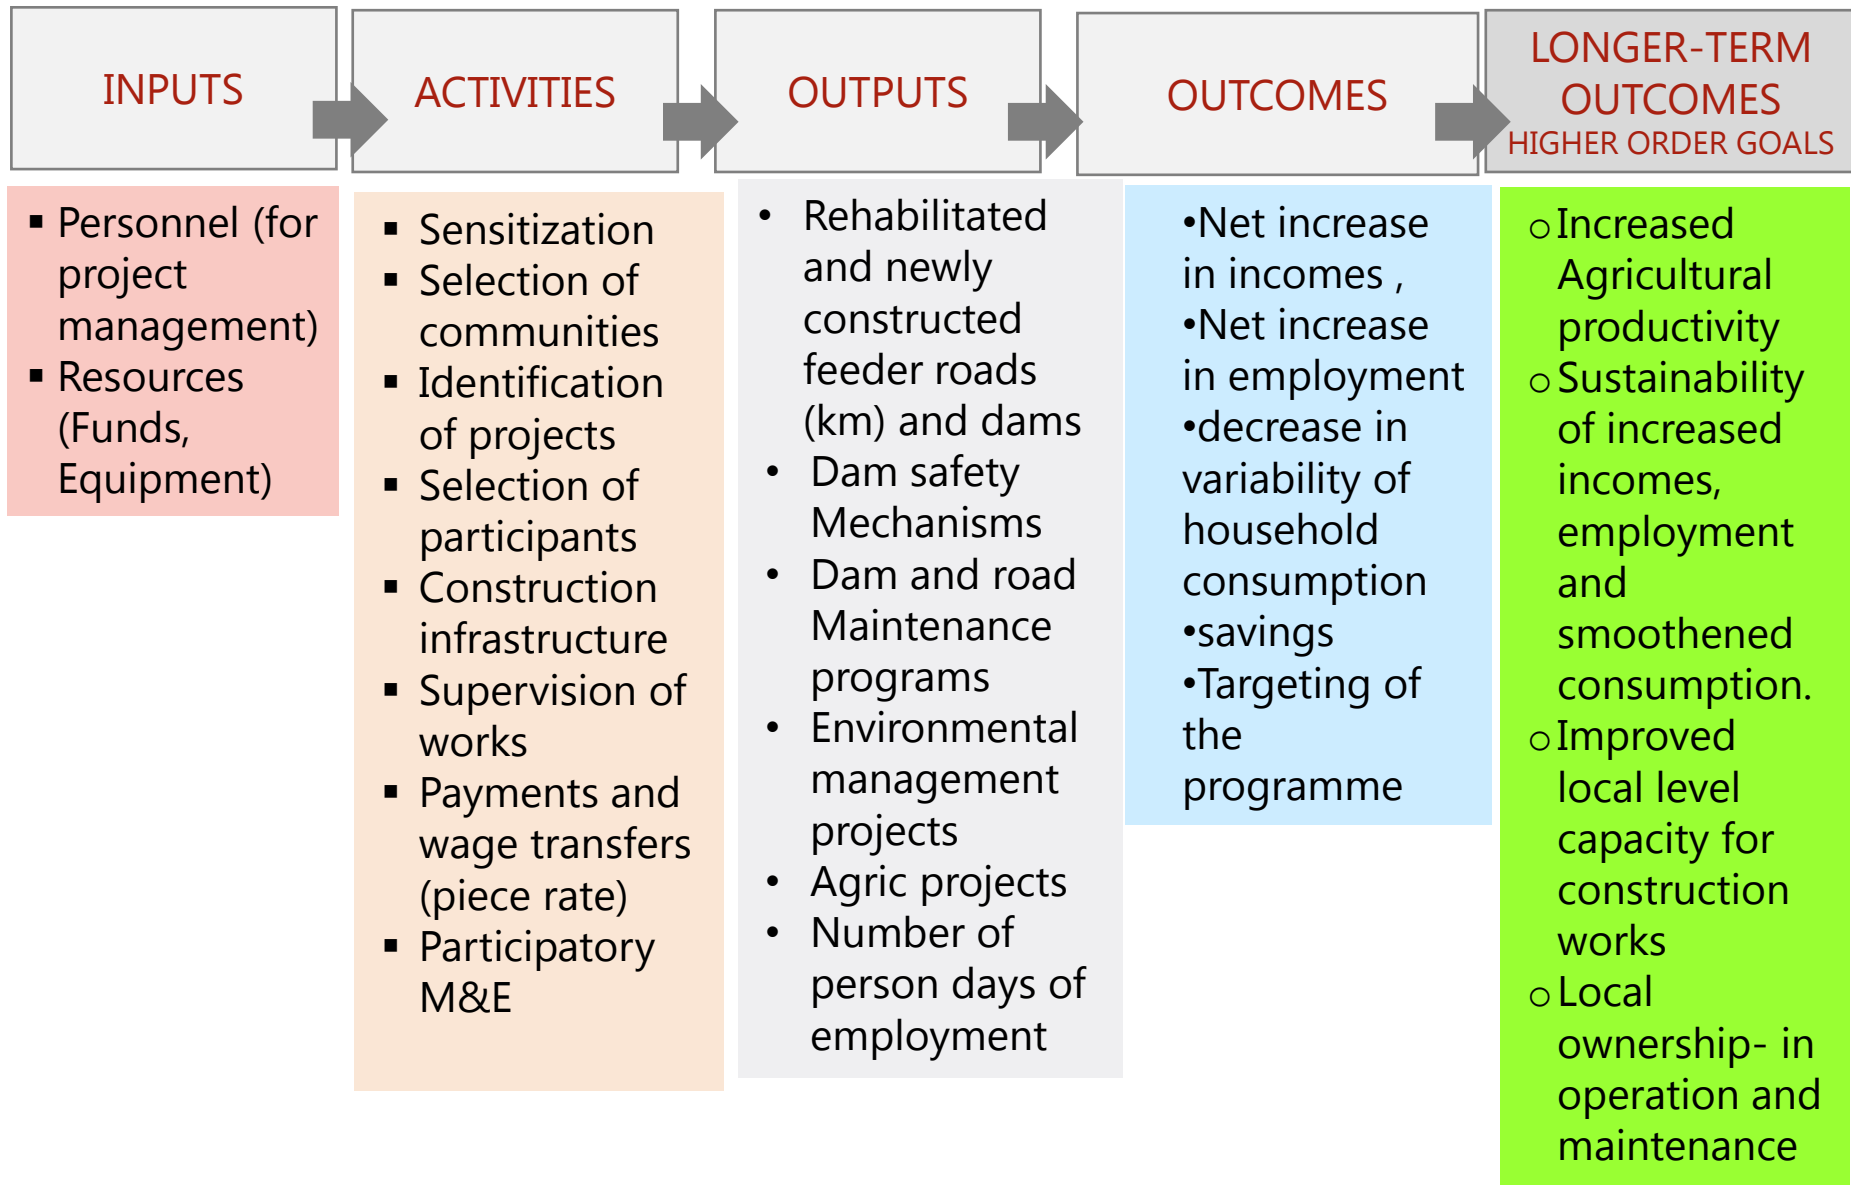 INPUTS
ACTIVITIES
OUTPUTS
OUTCOMES
LONGER-TERM
OUTCOMES
HIGHER ORDER GOALS
▪ Personnel (for
project
management)
▪ Resources
(Funds,
Equipment)
▪ Sensitization
▪ Selection of
communities
▪ Identification
of projects
▪ Selection of
participants
▪ Construction
infrastructure
▪ Supervision of
works
▪ Payments and
wage transfers
(piece rate)
▪ Participatory
M&E
• Rehabilitated
and newly
constructed
feeder roads
(km) and dams
• Dam safety
Mechanisms
• Dam and road
Maintenance
programs
• Environmental
management
projects
• Agric projects
• Number of
person days of
employment
•Net increase
in incomes ,
•Net increase
in employment
•decrease in
variability of
household
consumption
•savings
•Targeting of
the
programme
o Increased
Agricultural
productivity
o Sustainability
of increased
incomes,
employment
and
smoothened
consumption.
o Improved
local level
capacity for
construction
works
o Local
ownership- in
operation and
maintenance